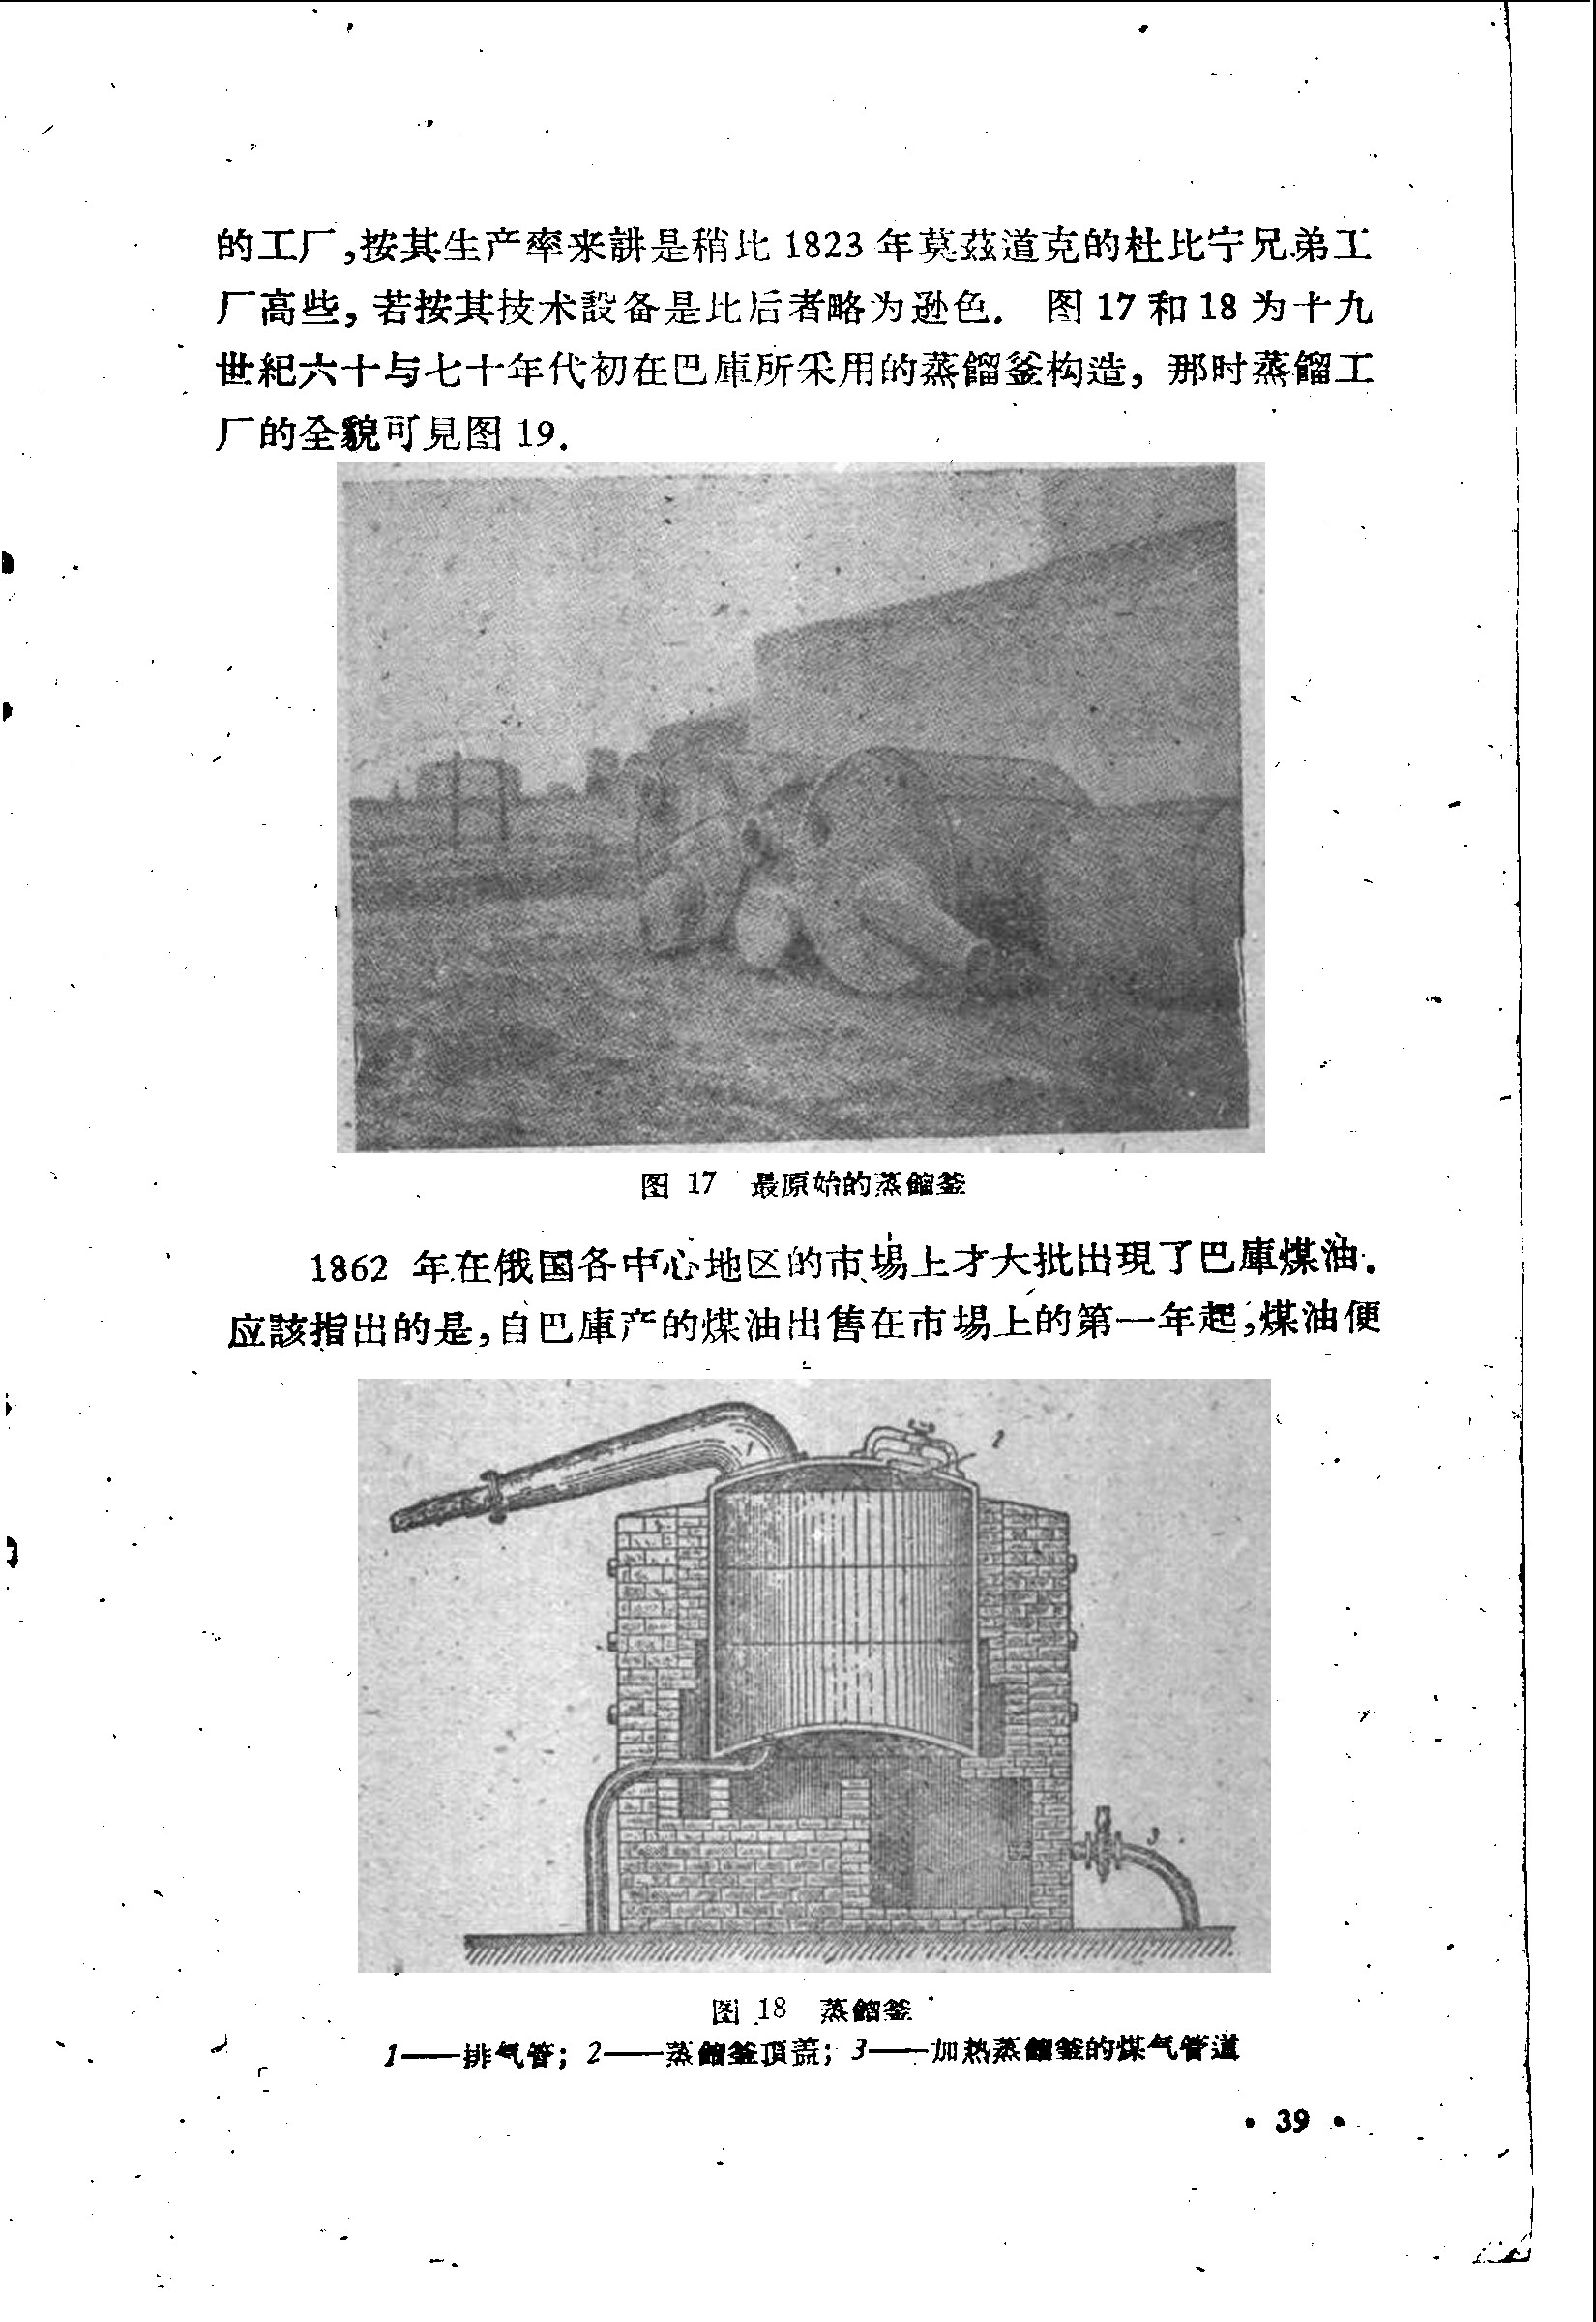 的工厂,按其生产率来讲是稍比 1823 年莫茲道克的杜比宁兄弟工
厂高些, 若按其技术設备是比后者略为逊色. 图 17 和 18 为十九
世紀六十与七十年代初在巴庫所采用的蒸餾釜构造, 那时蒸餾工
厂的全貌可見图 19.
图 17 最原始的蒸餾釜
1862 年在俄国各中心地区的市場上才大批出現了巴庫煤油.
应該指出的是,自巴庫产的煤油出售在市場上的第一年起,煤油便
1
2
3
图 18 蒸餾釜
1——排气管; 2——蒸餾釜頂蓋; 3——加热蒸餾釜的煤气管道
• 39 •